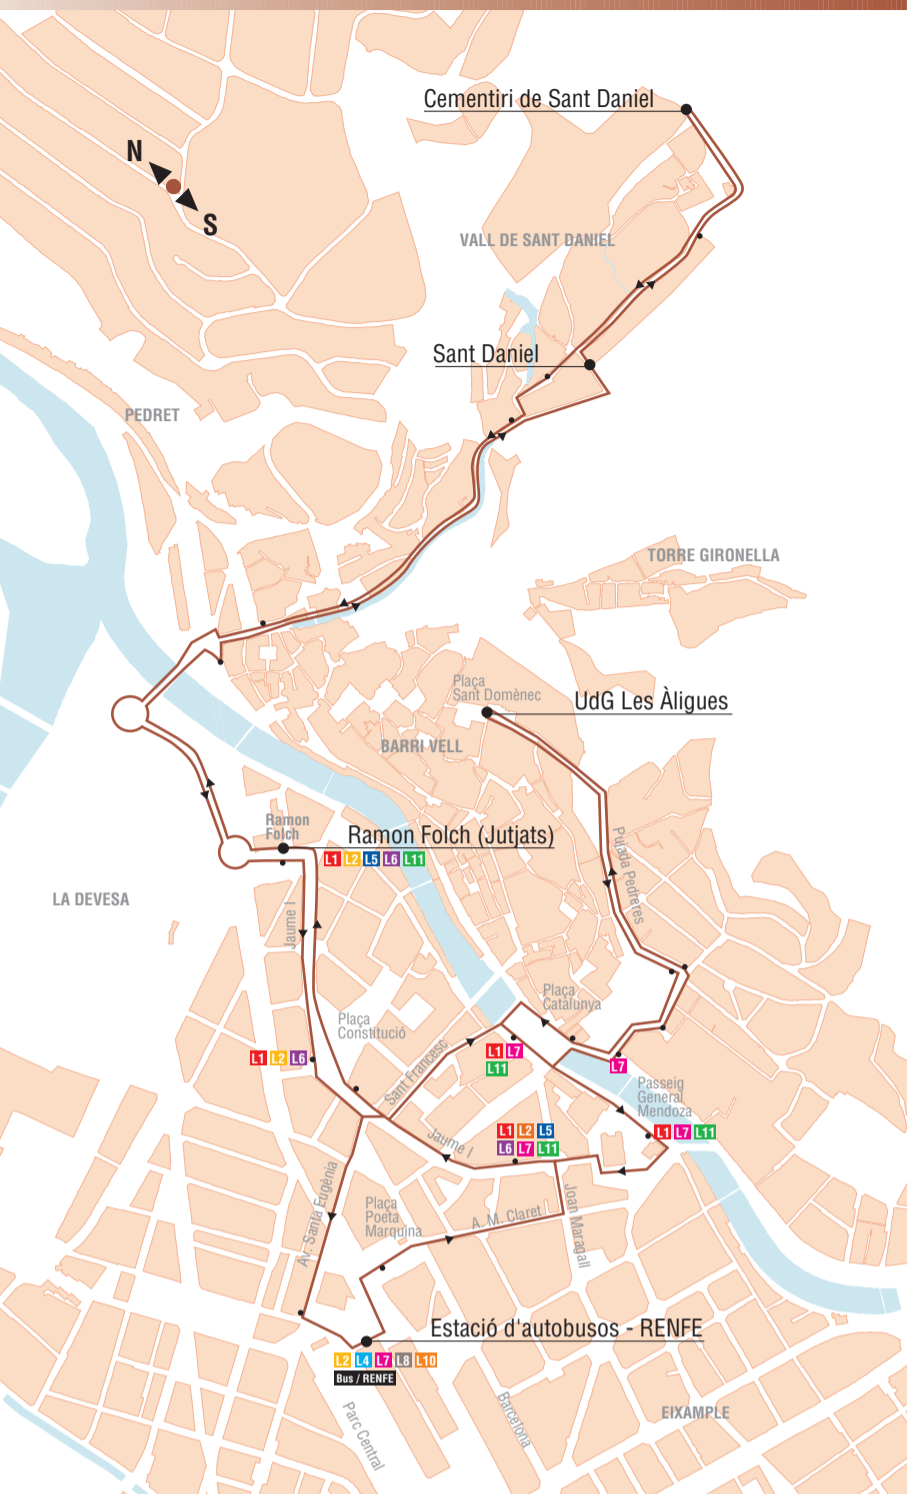 Cementiri de Sant Daniel
N
S
VALL DE SANT DANIEL
Sant Daniel
PEDRET
TORRE GIRONELLA
Plaça
Sant Domènec
UdG Les Àligues
BARRI VELL
Ramon
Folch
Ramon Folch (Jutjats)
L1 L2 L5 L6 L11
Pujada Pedreres
LA DEVESA
Jaume I
Plaça
Catalunya
Plaça
Constitució
Sant Francesc
L1 L2 L6
L1 L7
L11
L7
Passeig
General
Mendoza
L1 L2 L5
L6 L7 L11
L1 L7 L11
Jaume I
Av. Santa Eugènia
Plaça
Poeta
Marquina
A. M. Claret
Joan Maragall
Estació d'autobusos - RENFE
L2 L4 L7 L8 L10
Bus / RENFE
Parc Central
Barcelona
EIXAMPLE